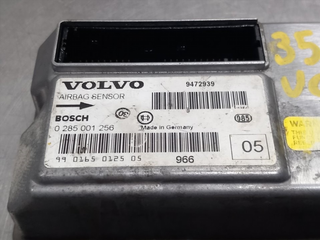 VOLVO
9472939
AIRBAG SENSOR
BOSCH
0 285 001 256
Made in Germany
99 0165 0125 05
966
05